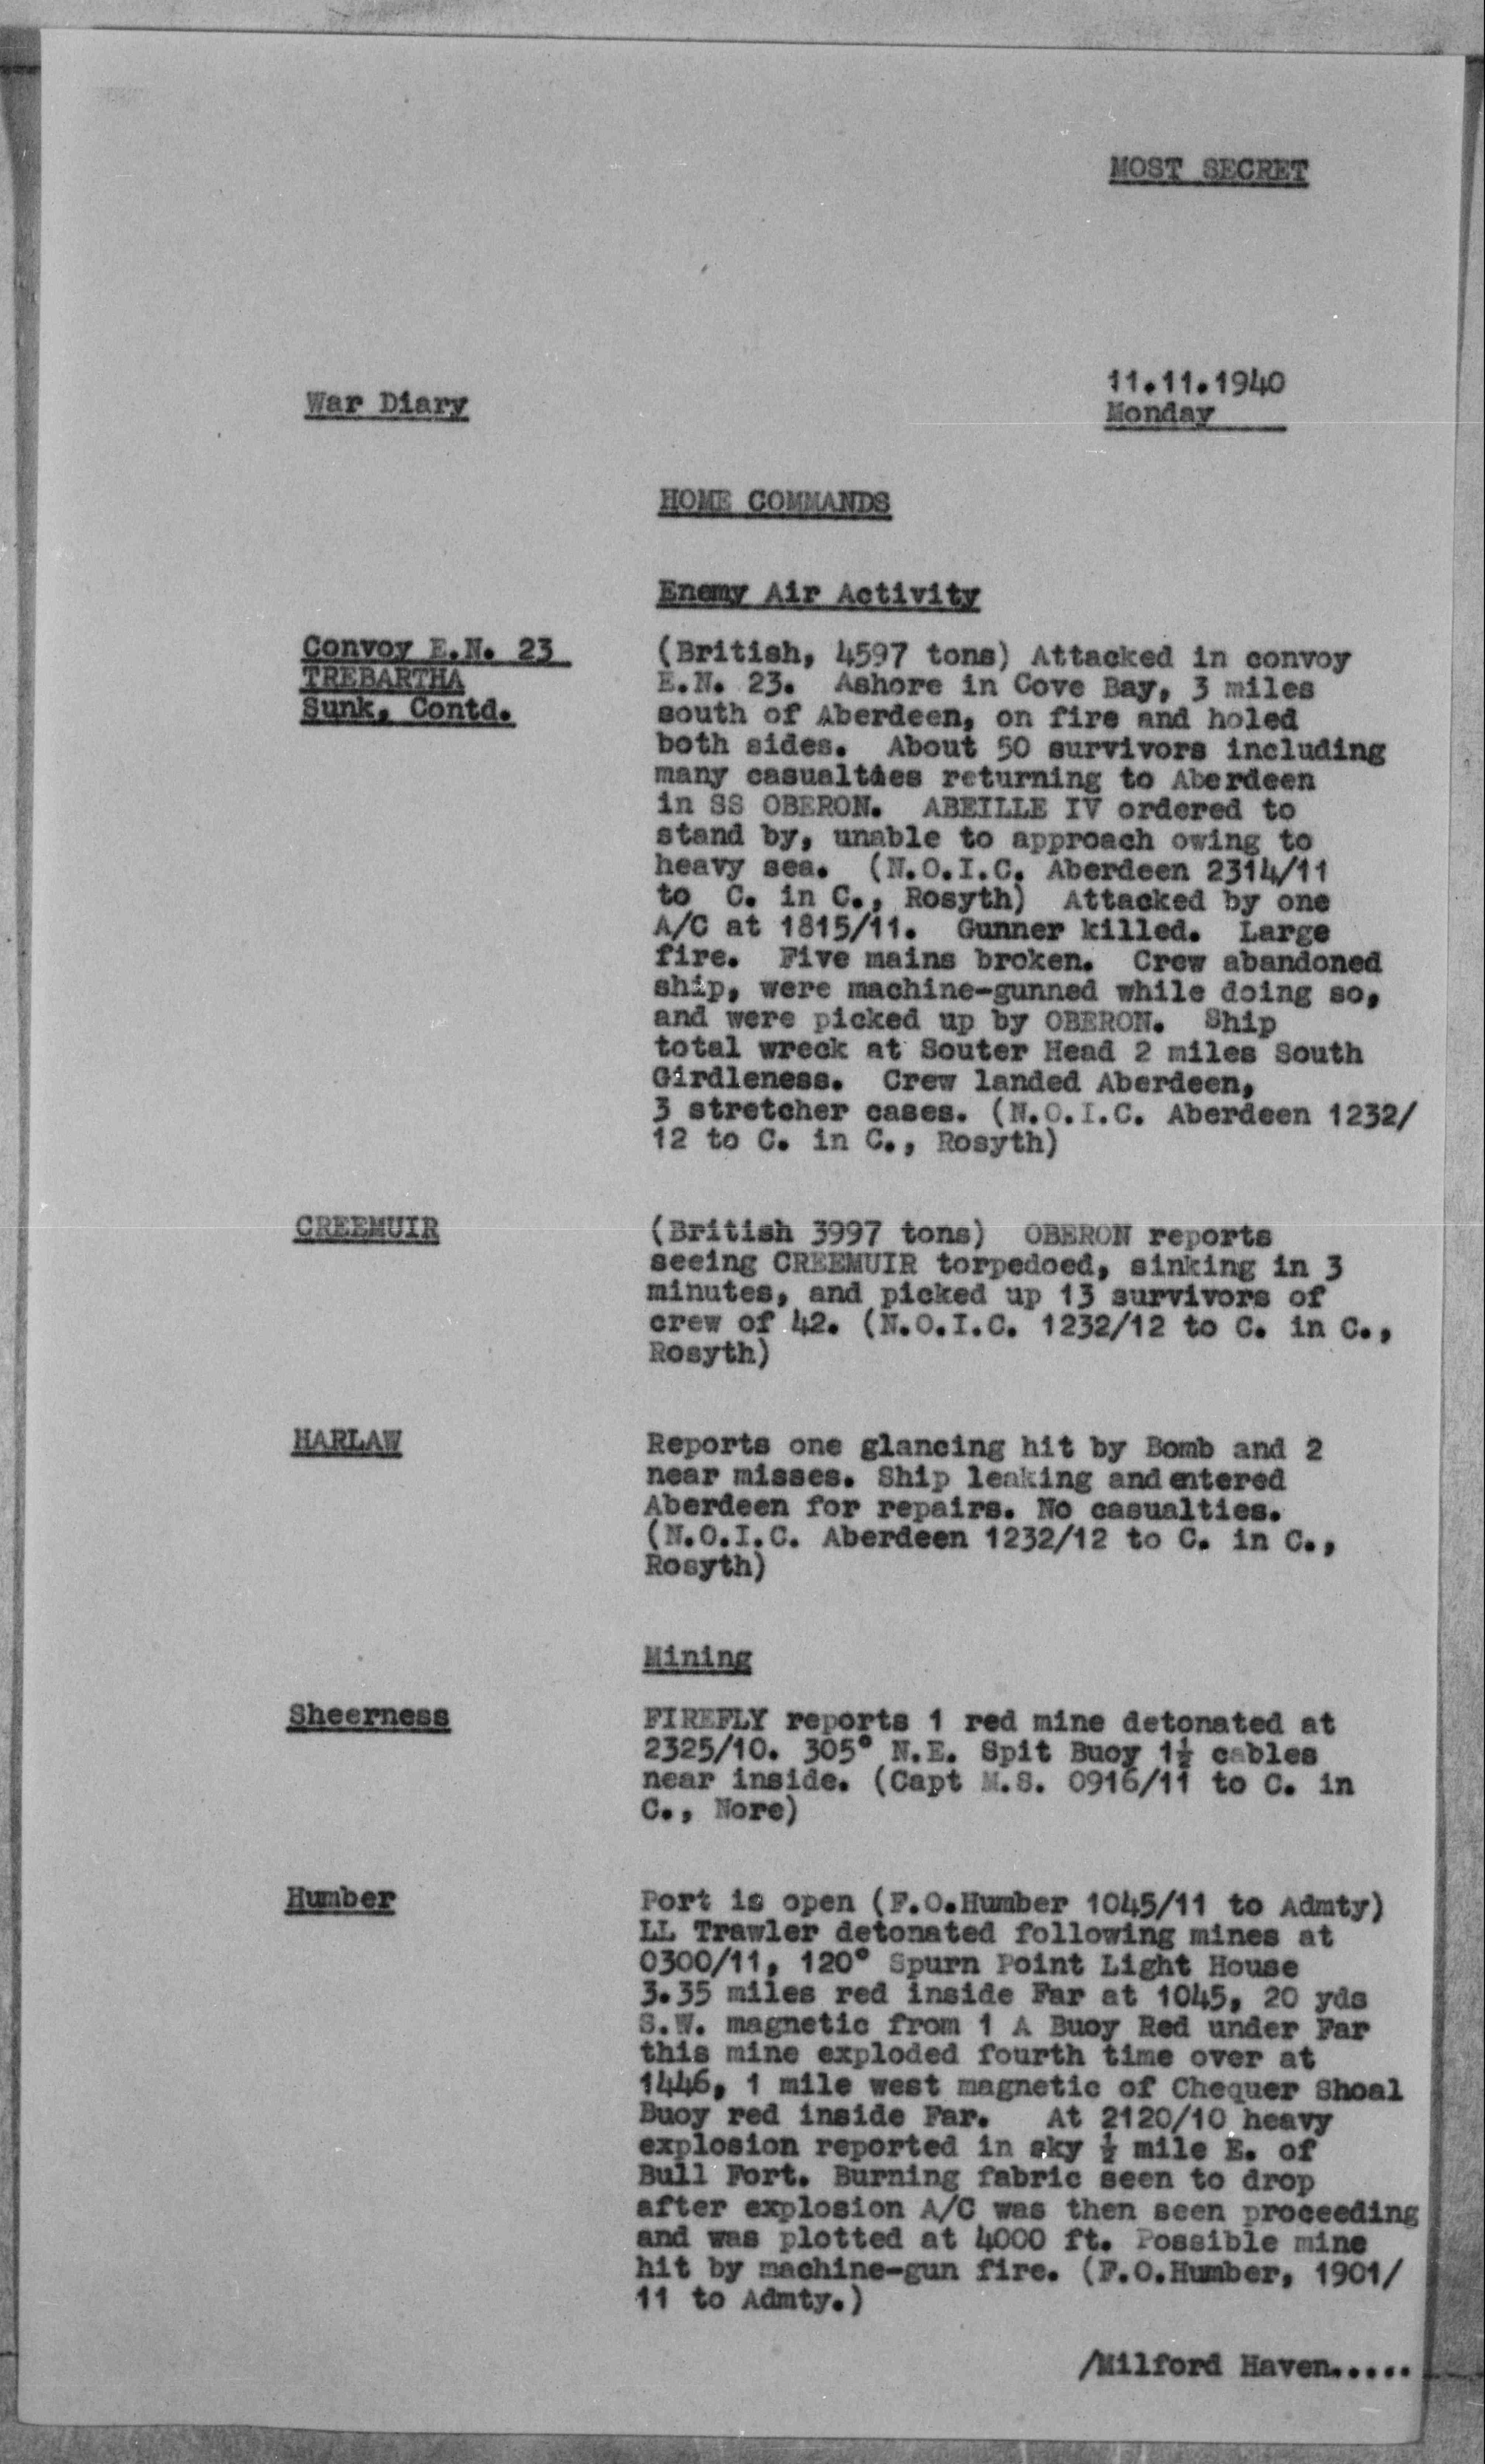 MOST SECRET
War Diary
11.11.1940
Monday
HOME COMMANDS
Enemy Air Activity
Convoy E.N. 23
TREBARTHA
Sunk, Contd.
(British, 4597 tons) Attacked in convoy
E.N. 23. Ashore in Cove Bay, 3 miles
south of Aberdeen, on fire and holed
both sides. About 50 survivors including
many casualties returning to Aberdeen
in SS OBERON. ABEILLE IV ordered to
stand by, unable to approach owing to
heavy sea. (N.O.I.C. Aberdeen 2314/11
to C. in C., Rosyth) Attacked by one
A/C at 1815/11. Gunner killed. Large
fire. Five mains broken. Crew abandoned
ship, were machine-gunned while doing so,
and were picked up by OBERON. Ship
total wreck at Souter Head 2 miles South
Girdleness. Crew landed Aberdeen,
3 stretcher cases. (N.O.I.C. Aberdeen 1232/
12 to C. in C., Rosyth)
CREEMUIR
(British 3997 tons) OBERON reports
seeing CREEMUIR torpedoed, sinking in 3
minutes, and picked up 13 survivors of
crew of 42. (N.O.I.C. 1232/12 to C. in C.,
Rosyth)
HARLAW
Reports one glancing hit by Bomb and 2
near misses. Ship leaking and entered
Aberdeen for repairs. No casualties.
(N.O.I.C. Aberdeen 1232/12 to C. in C.,
Rosyth)
Mining
Sheerness
FIREFLY reports 1 red mine detonated at
2325/10. 305° N.E. Spit Buoy 1½ cables
near inside. (Capt M.S. 0916/11 to C. in
C., Nore)
Humber
Port is open (F.O.Humber 1045/11 to Admty)
LL Trawler detonated following mines at
0300/11, 120° Spurn Point Light House
3.35 miles red inside Far at 1045, 20 yds
S.W. magnetic from 1 A Buoy Red under Far
this mine exploded fourth time over at
1446, 1 mile west magnetic of Chequer Shoal
Buoy red inside Far. At 2120/10 heavy
explosion reported in sky ½ mile E. of
Bull Fort. Burning fabric seen to drop
after explosion A/C was then seen proceeding
and was plotted at 4000 ft. Possible mine
hit by machine-gun fire. (F.O.Humber, 1901/
11 to Admty.)
/Milford Haven.....